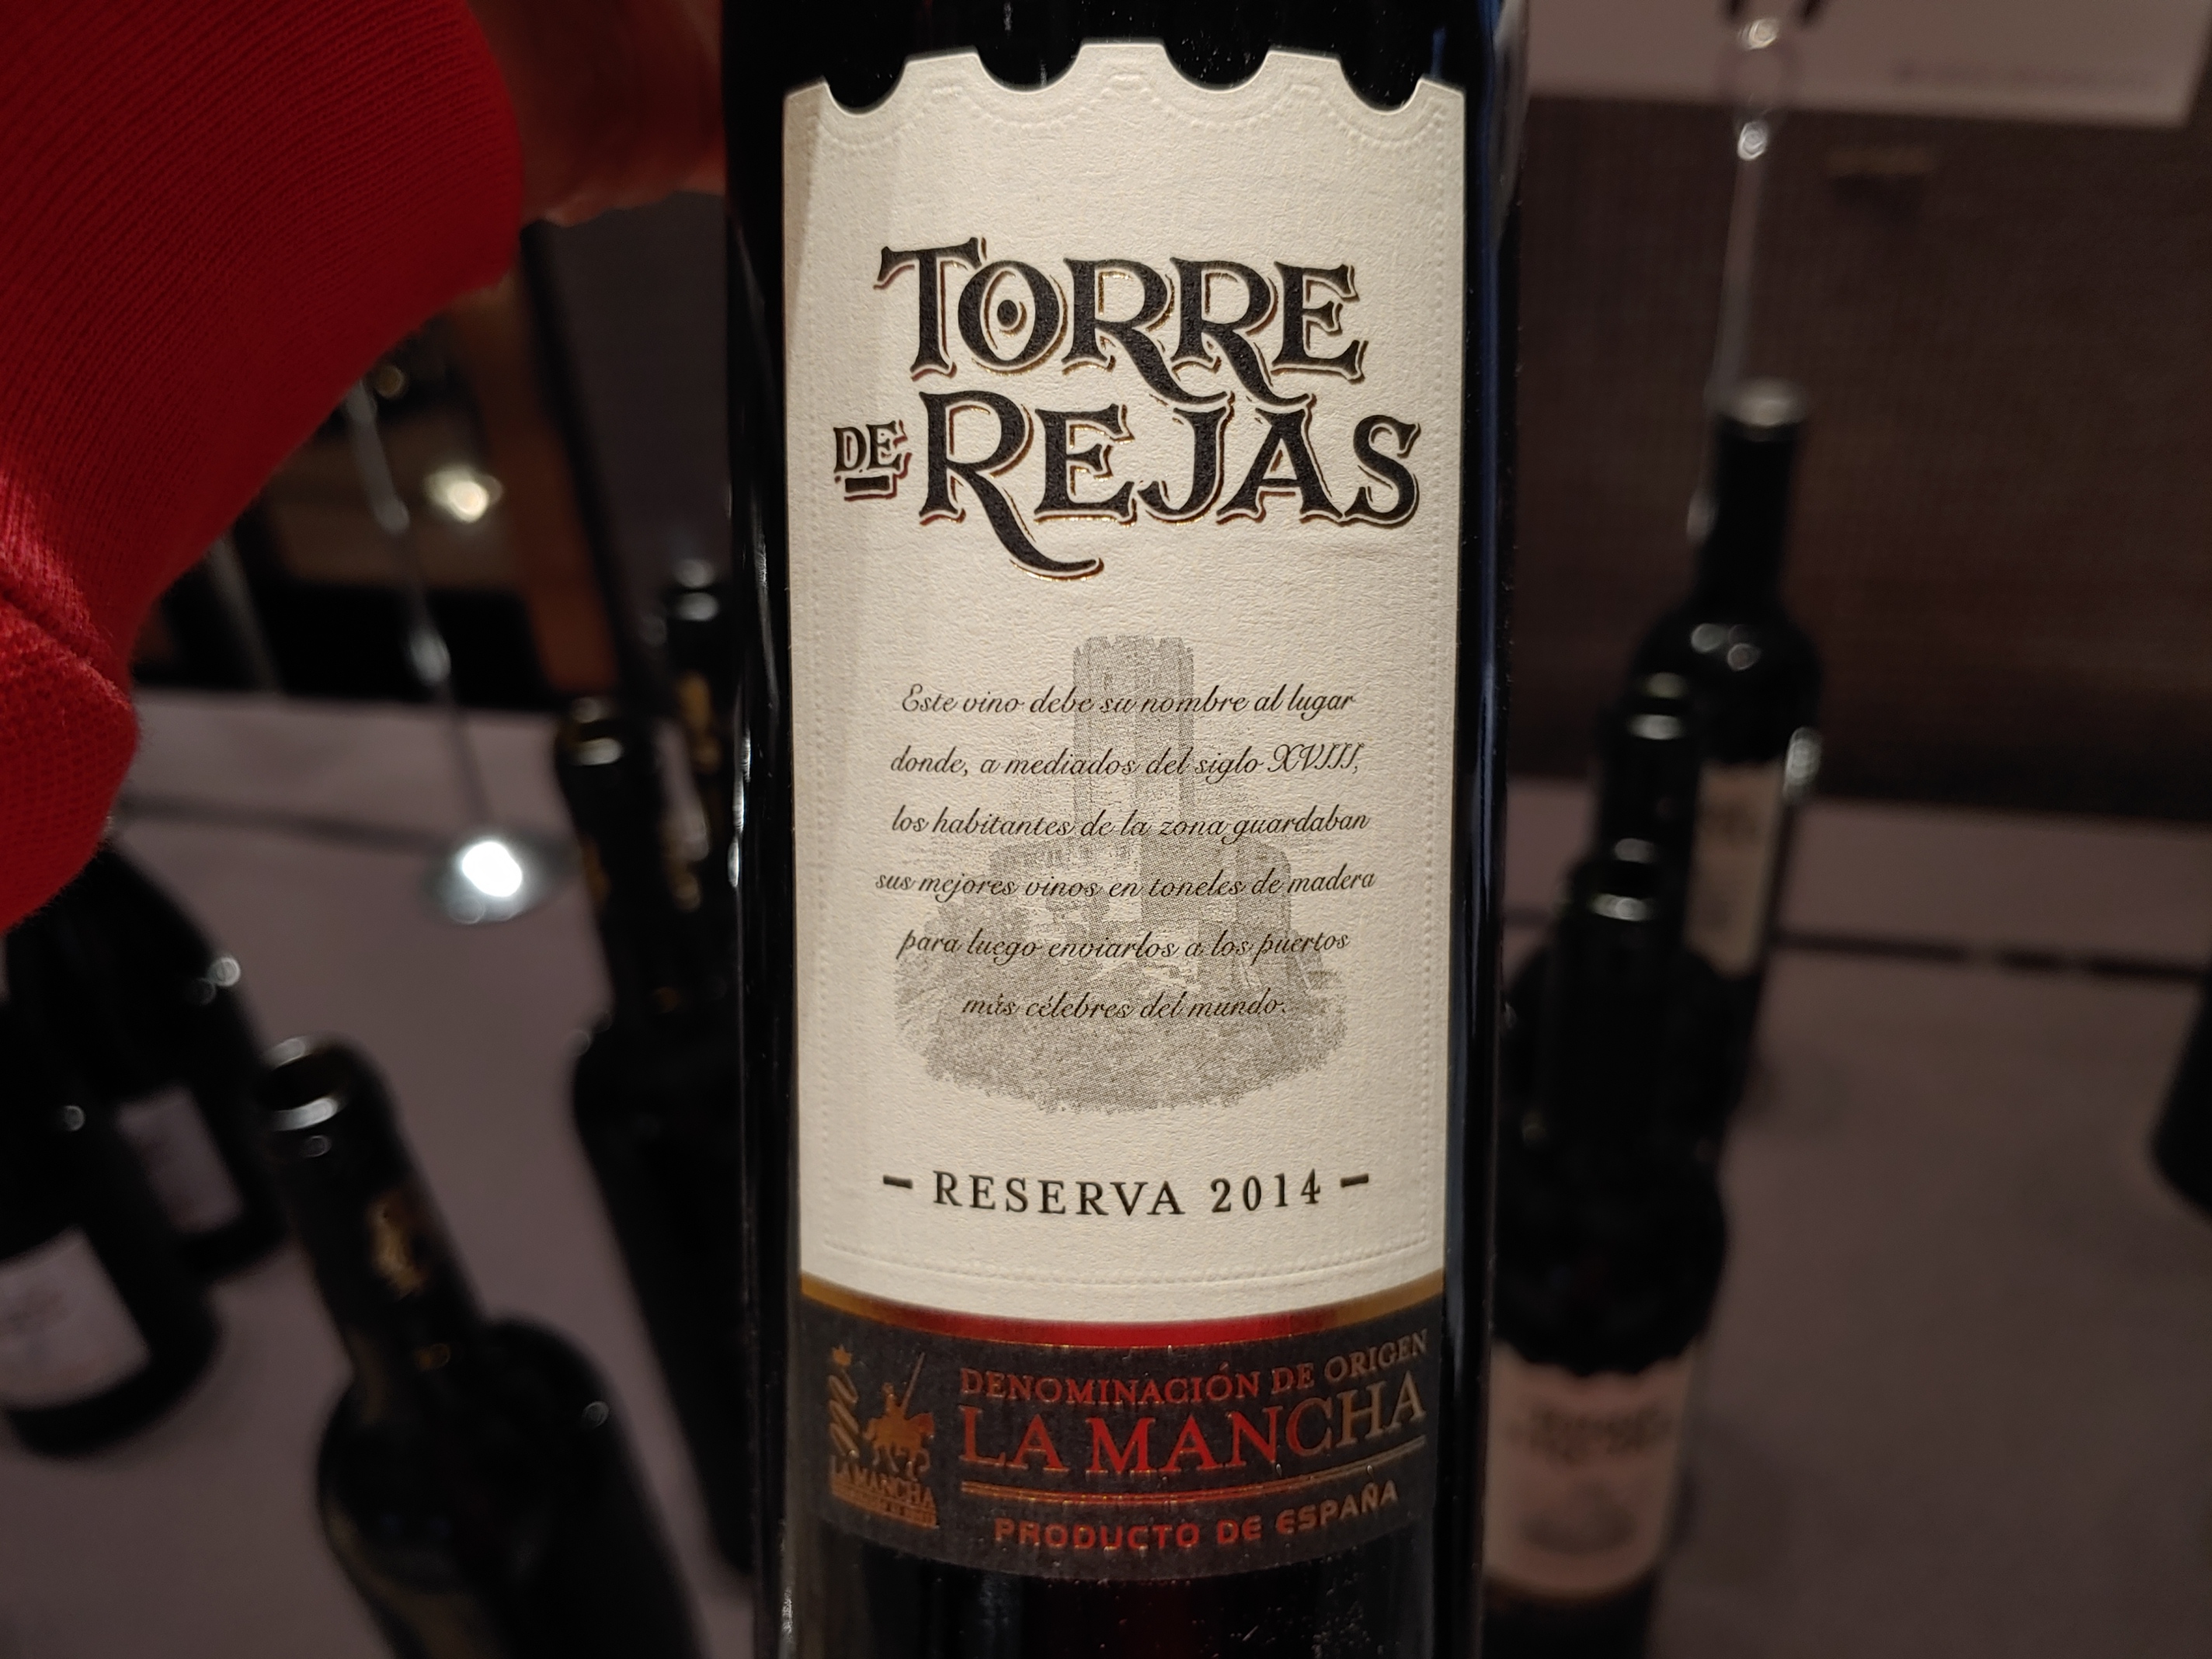 TORRE
DE REJAS
Este vino debe su nombre al lugar
donde, a mediados del siglo XVIII,
los habitantes de la zona guardaban
sus mejores vinos en toneles de madera
para luego enviarlos a los puertos
más célebres del mundo.
- RESERVA 2014 -
DENOMINACIÓN DE ORIGEN
LA MANCHA
LA MANCHA
PRODUCTO DE ESPAÑA